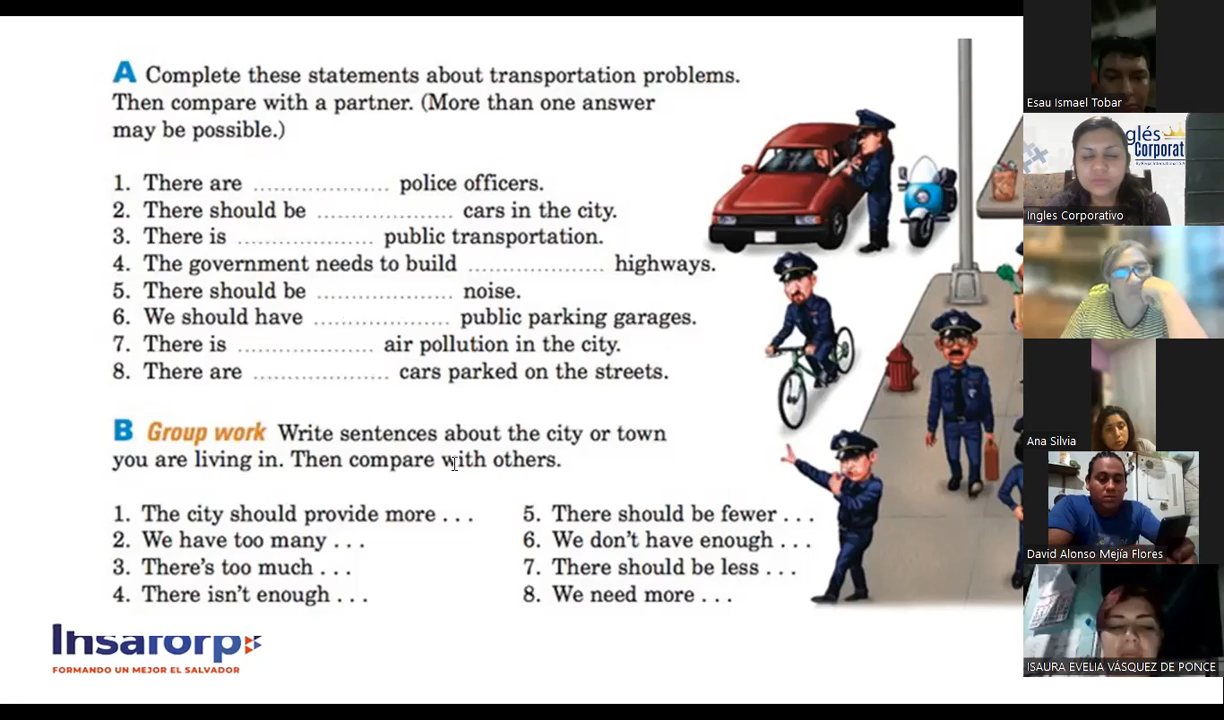 A Complete these statements about transportation problems.
Then compare with a partner. (More than one answer
may be possible.)
1. There are .................... police officers.
2. There should be .................... cars in the city.
3. There is .................... public transportation.
4. The government needs to build .................... highways.
5. There should be .................... noise.
6. We should have .................... public parking garages.
7. There is .................... air pollution in the city.
8. There are .................... cars parked on the streets.
B Group work Write sentences about the city or town
you are living in. Then compare with others.
1. The city should provide more . . .
2. We have too many . . .
3. There's too much . . .
4. There isn't enough . . .
5. There should be fewer . . .
6. We don't have enough . . .
7. There should be less . . .
8. We need more . . .
Insaforp
FORMANDO UN MEJOR EL SALVADOR
Esau Ismael Tobar
glés
Corporat
Ingles Corporativo
Ana Silvia
David Alonso Mejía Flores
ISAURA EVELIA VÁSQUEZ DE PONCE